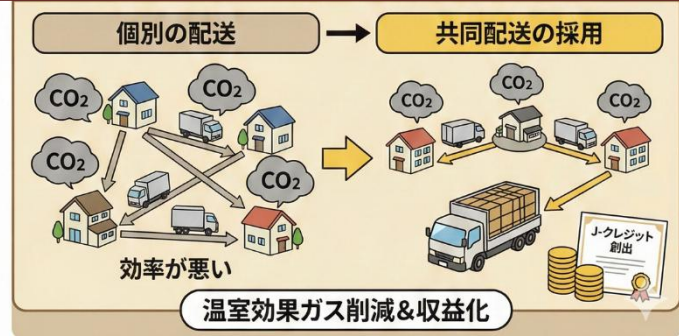 個別の配送
共同配送の採用
CO2
CO2
CO2
CO2
効率が悪い
CO2
CO2
CO2
J-クレジット
創出
温室効果ガス削減&収益化